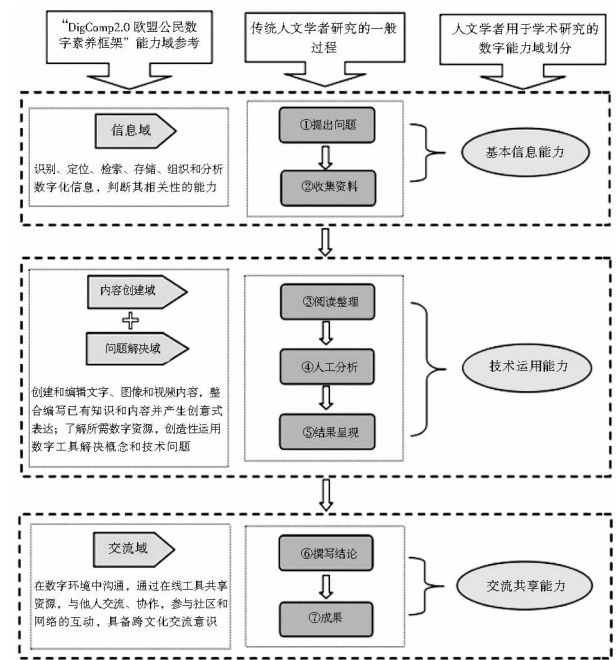 “DigComp2.0 欧盟公民数
字素养框架”能力域参考
传统人文学者研究的一般
过程
人文学者用于学术研究的
数字能力域划分
信息域
识别、定位、检索、存储、组织和分析
数字化信息，判断其相关性的能力
①提出问题
②收集资料
基本信息能力
内容创建域
问题解决域
创建和编辑文字、图像和视频内容，整
合编写已有知识和内容并产生创意式
表达；了解所需数字资源，创造性运用
数字工具解决概念和技术问题
③阅读整理
④人工分析
⑤结果呈现
技术运用能力
交流域
在数字环境中沟通，通过在线工具共享
资源，与他人交流、协作，参与社区和
网络的互动，具备跨文化交流意识
⑥撰写结论
⑦成果
交流共享能力